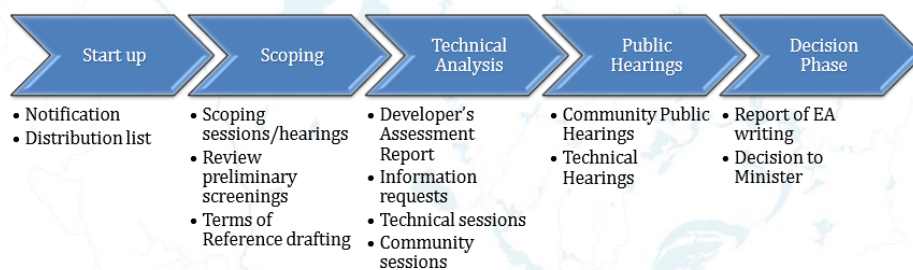 Start up
• Notification
• Distribution list
Scoping
• Scoping
sessions/hearings
• Review
preliminary
screenings
• Terms of
Reference drafting
Technical
Analysis
• Developer’s
Assessment
Report
• Information
requests
• Technical sessions
• Community
sessions
Public
Hearings
• Community Public
Hearings
• Technical
Hearings
Decision
Phase
• Report of EA
writing
• Decision to
Minister